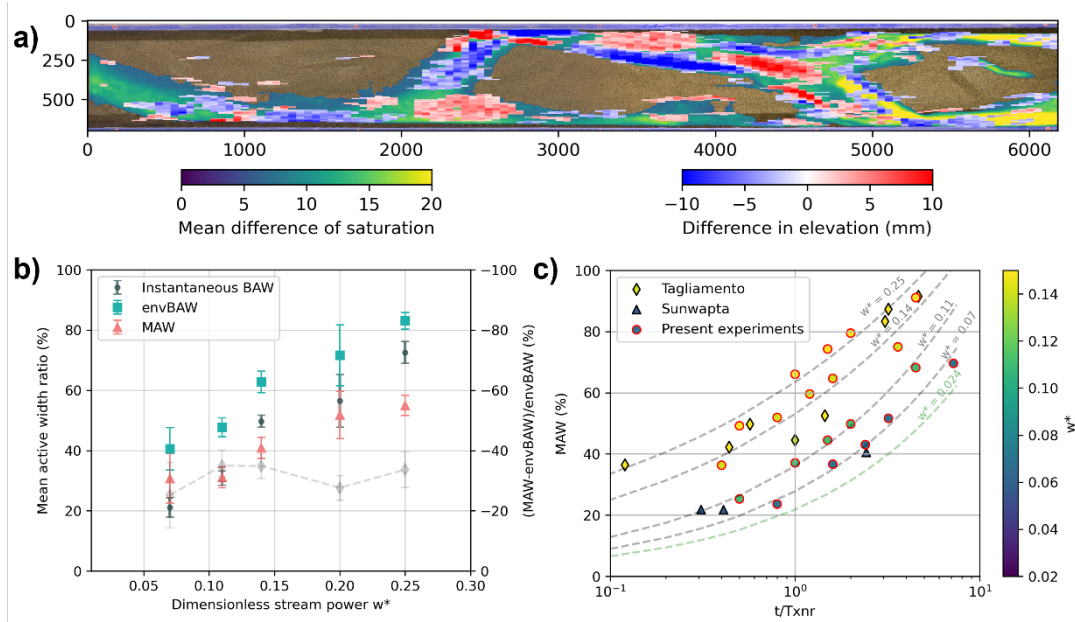 a)
0
250
500
0 1000 2000 3000 4000 5000 6000
0 5 10 15 20
Mean difference of saturation
−10 −5 0 5 10
Difference in elevation (mm)
b)
100
80
60
40
20
0
Mean active width ratio (%)
Instantaneous BAW
envBAW
MAW
−100
−80
−60
−40
−20
0
(MAW-envBAW)/envBAW (%)
0.05 0.10 0.15 0.20 0.25 0.30
Dimensionless stream power w*
c)
100
80
60
40
20
0
MAW (%)
Tagliamento
Sunwapta
Present experiments
w* = 0.25
w* = 0.14
w* = 0.11
w* = 0.07
w* = 0.024
10⁻¹ 10⁰ 10¹
t/Txnr
0.14
0.12
0.10
0.08
0.06
0.04
0.02
w*